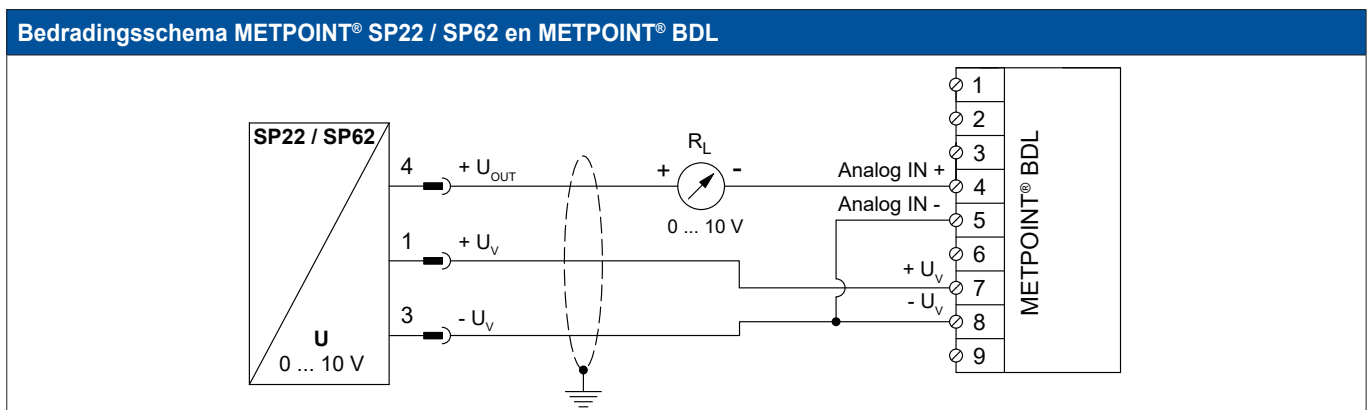 Bedradingsschema METPOINT® SP22 / SP62 en METPOINT® BDL
SP22 / SP62
U
0 ... 10 V
4
+ U_OUT
1
+ U_V
3
- U_V
R_L
+ -
0 ... 10 V
Analog IN +
Analog IN -
+ U_V
- U_V
1
2
3
4
5
6
7
8
9
METPOINT® BDL